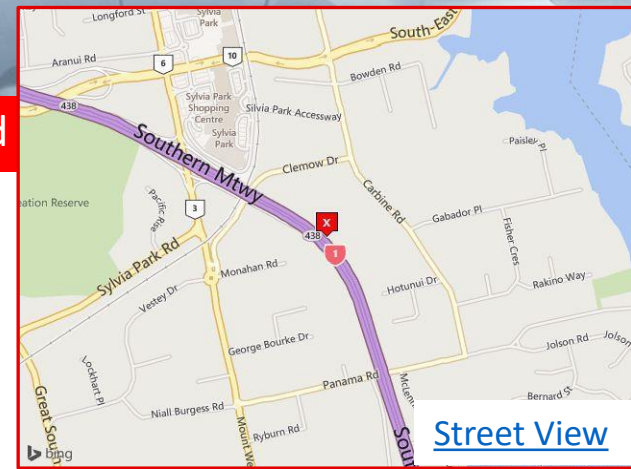 Longford St
Sylvia
Park
South-East
Aranui Rd
6
10
Bowden Rd
438
Sylvia Park
Shopping
Centre
Silvia Park Accessway
d
Sylvia
Park
Southern Mtwy
Paisley Pl
Clemow Dr
Carbine Rd
Pacific Rise
3
Reserve
Gabador Pl
X
438
1
Fisher Cres
Sylvia Park Rd
Monahan Rd
Hotunui Dr
Rakino Way
Vestey Dr
George Bourke Dr
Jolson Rd
Jolson
Lockhart Pl
Panama Rd
Bernard St
Great South
Niall Burgess Rd
Mount We
Ryburn Rd
Street View
bing